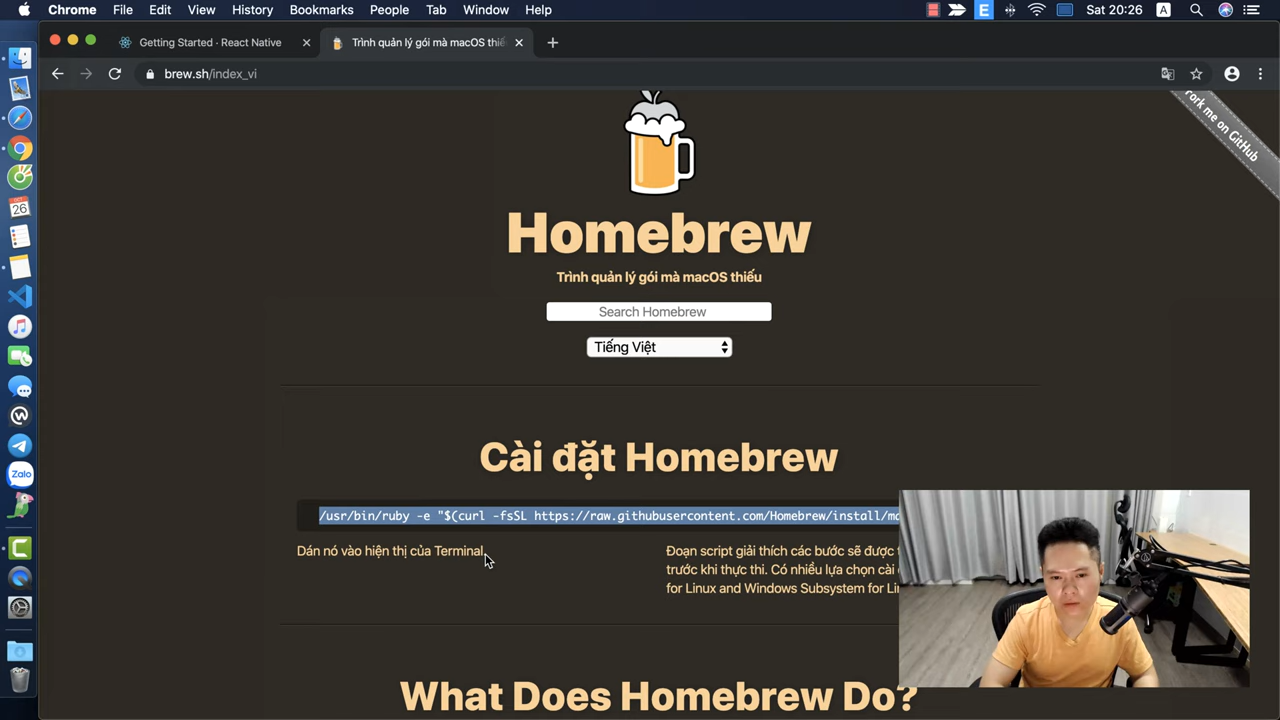 Chrome File Edit View History Bookmarks People Tab Window Help
Sat 20:26
Getting Started · React Native
Trình quản lý gói mà macOS thiế
brew.sh/index_vi
Fork me on GitHub
Homebrew
Trình quản lý gói mà macOS thiếu
Search Homebrew
Tiếng Việt
Cài đặt Homebrew
/usr/bin/ruby -e "$(curl -fsSL https://raw.githubusercontent.com/Homebrew/install/ma
Dán nó vào hiện thị của Terminal.
Đoạn script giải thích các bước sẽ được
trước khi thực thi. Có nhiều lựa chọn cài
for Linux and Windows Subsystem for Li
What Does Homebrew Do?
OCT
26
Zalo